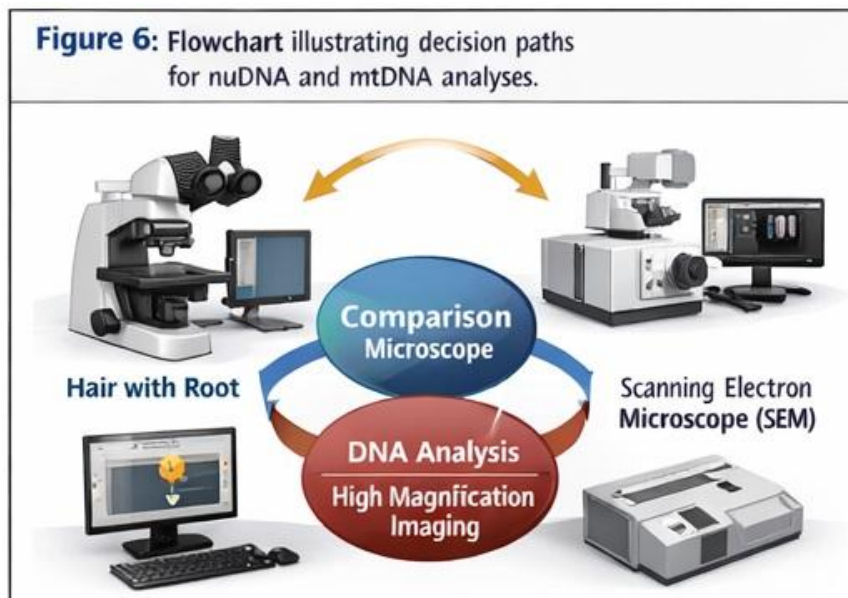 Figure 6: Flowchart illustrating decision paths
for nuDNA and mtDNA analyses.
Comparison
Microscope
Hair with Root
Scanning Electron
Microscope (SEM)
DNA Analysis
High Magnfication
Imaging